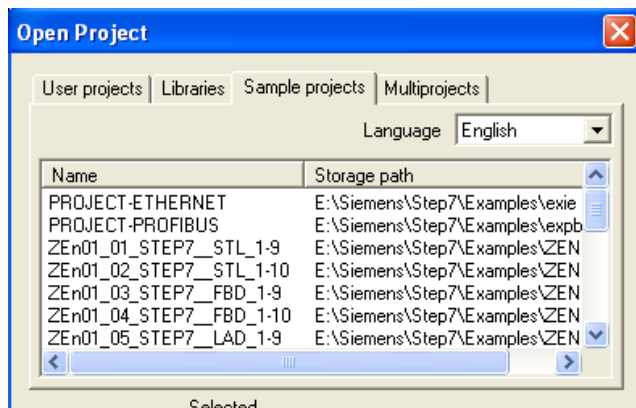 Open Project
User projects Libraries Sample projects Multiprojects
Language English
Name Storage path
PROJECT-ETHERNET E:\Siemens\Step7\Examples\exie
PROJECT-PROFIBUS E:\Siemens\Step7\Examples\expb
ZEn01_01_STEP7__STL_1-9 E:\Siemens\Step7\Examples\ZEN
ZEn01_02_STEP7__STL_1-10 E:\Siemens\Step7\Examples\ZEN
ZEn01_03_STEP7__FBD_1-9 E:\Siemens\Step7\Examples\ZEN
ZEn01_04_STEP7__FBD_1-10 E:\Siemens\Step7\Examples\ZEN
ZEn01_05_STEP7__LAD_1-9 E:\Siemens\Step7\Examples\ZEN
Selected